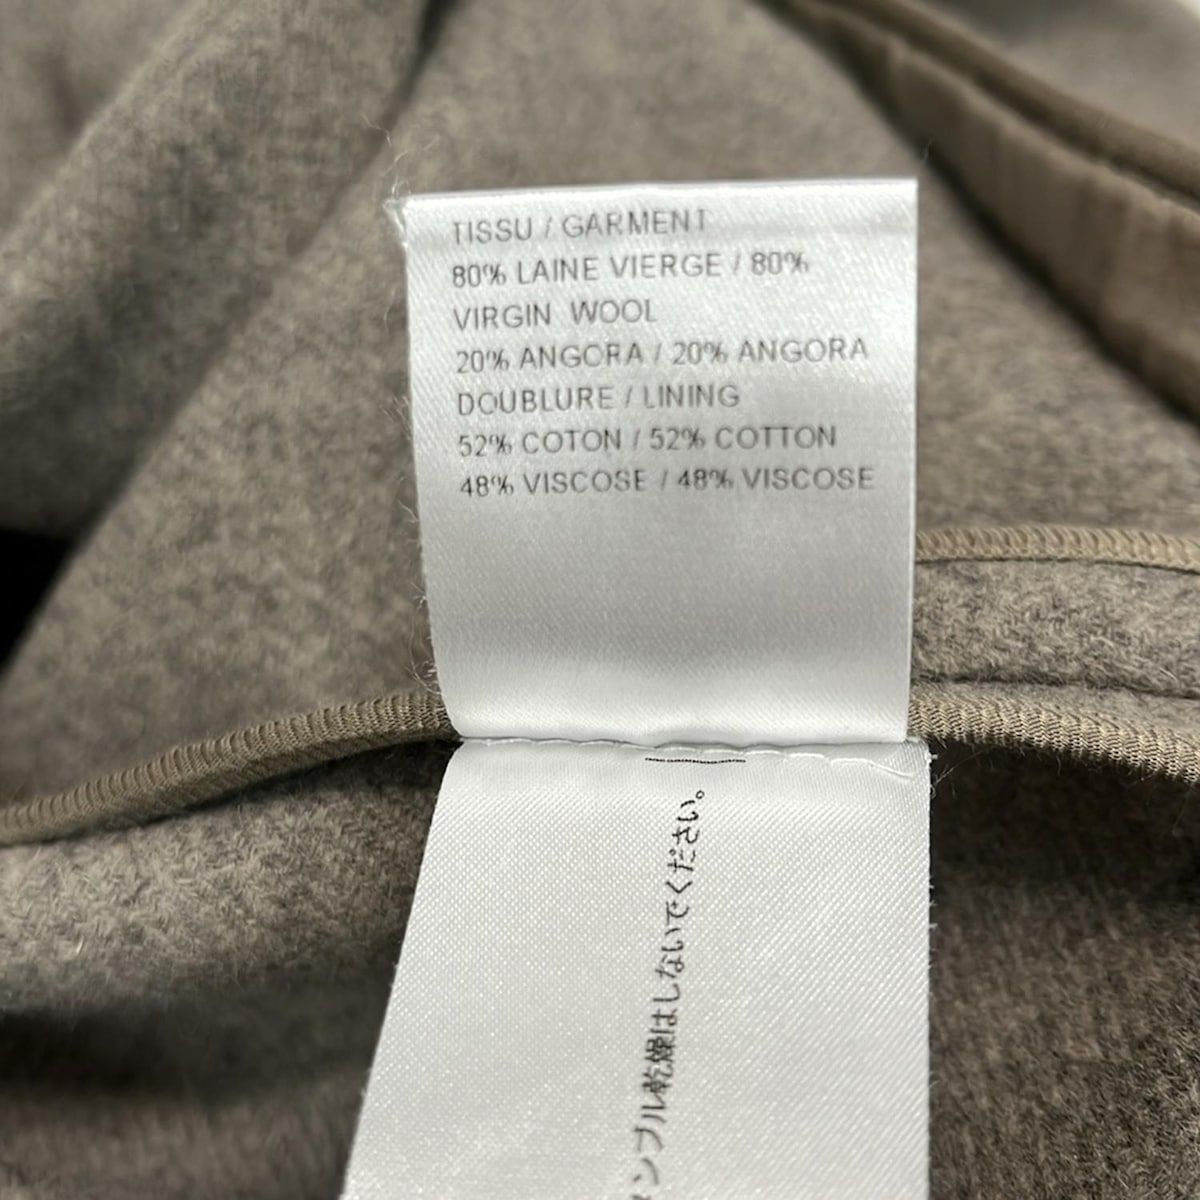 TISSU / GARMENT
80% LAINE VIERGE / 80%
VIRGIN WOOL
20% ANGORA / 20% ANGORA
DOUBLURE / LINING
52% COTON / 52% COTTON
48% VISCOSE / 48% VISCOSE
ンブル乾燥はしないでください。